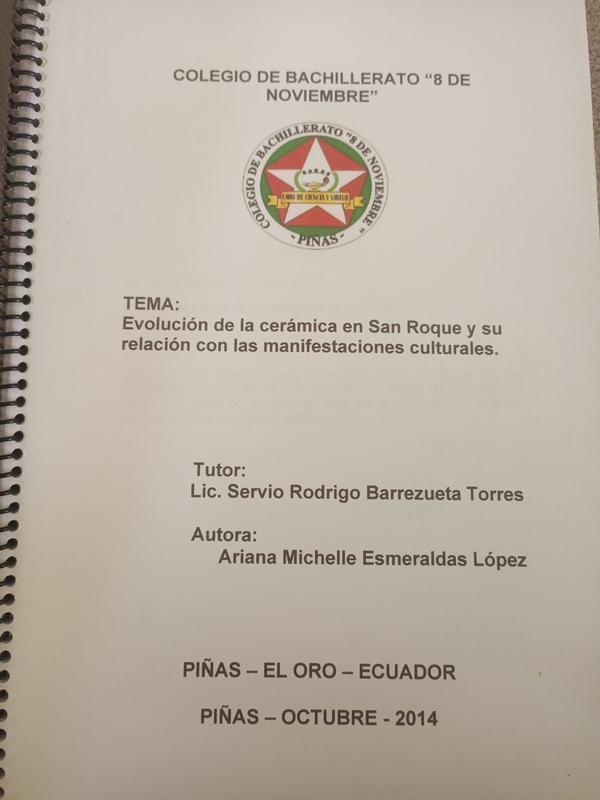 COLEGIO DE BACHILLERATO “8 DE
NOVIEMBRE”
COLEGIO DE BACHILLERATO "8 DE NOVIEMBRE"
LABIO DE CIENCIA Y VIRTUD
- PIÑAS -
TEMA:
Evolución de la cerámica en San Roque y su
relación con las manifestaciones culturales.
Tutor:
Lic. Servio Rodrigo Barrezueta Torres
Autora:
Ariana Michelle Esmeraldas López
PIÑAS – EL ORO – ECUADOR
PIÑAS – OCTUBRE - 2014